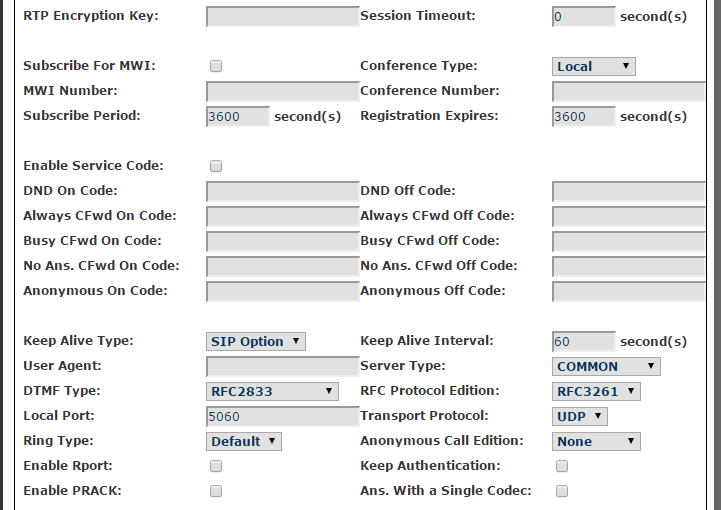 RTP Encryption Key: Session Timeout: 0 second(s)
Subscribe For MWI: Conference Type: Local
MWI Number: Conference Number:
Subscribe Period: 3600 second(s) Registration Expires: 3600 second(s)
Enable Service Code:
DND On Code: DND Off Code:
Always CFwd On Code: Always CFwd Off Code:
Busy CFwd On Code: Busy CFwd Off Code:
No Ans. CFwd On Code: No Ans. CFwd Off Code:
Anonymous On Code: Anonymous Off Code:
Keep Alive Type: SIP Option Keep Alive Interval: 60 second(s)
User Agent: Server Type: COMMON
DTMF Type: RFC2833 RFC Protocol Edition: RFC3261
Local Port: 5060 Transport Protocol: UDP
Ring Type: Default Anonymous Call Edition: None
Enable Rport: Keep Authentication:
Enable PRACK: Ans. With a Single Codec: